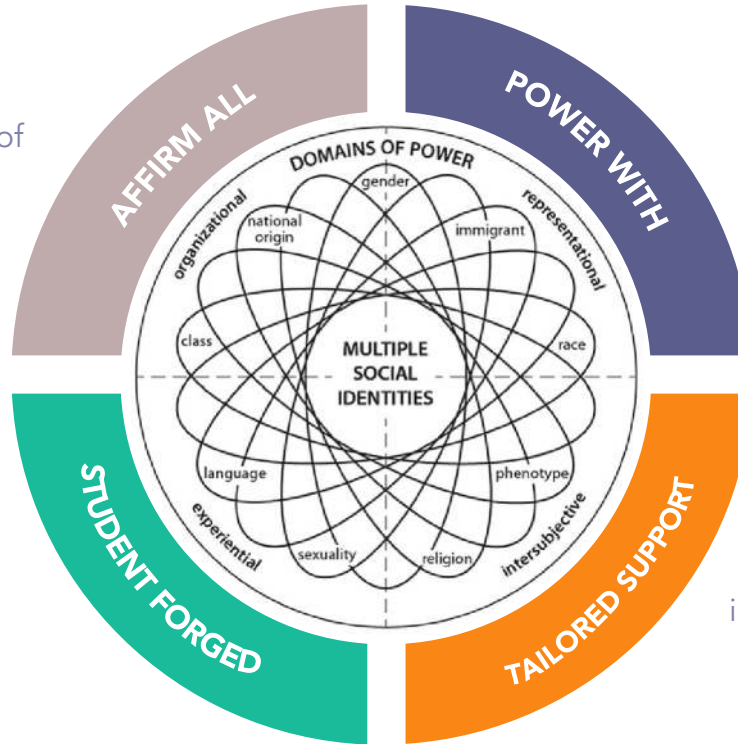 AFFIRM ALL
POWER WITH
of
DOMAINS OF POWER
gender
organizational
national
origin
immigrant
representational
class
race
MULTIPLE
SOCIAL
IDENTITIES
language
phenotype
experiential
sexuality
religion
intersubjective
STUDENT FORGED
TAILORED SUPPORT
i